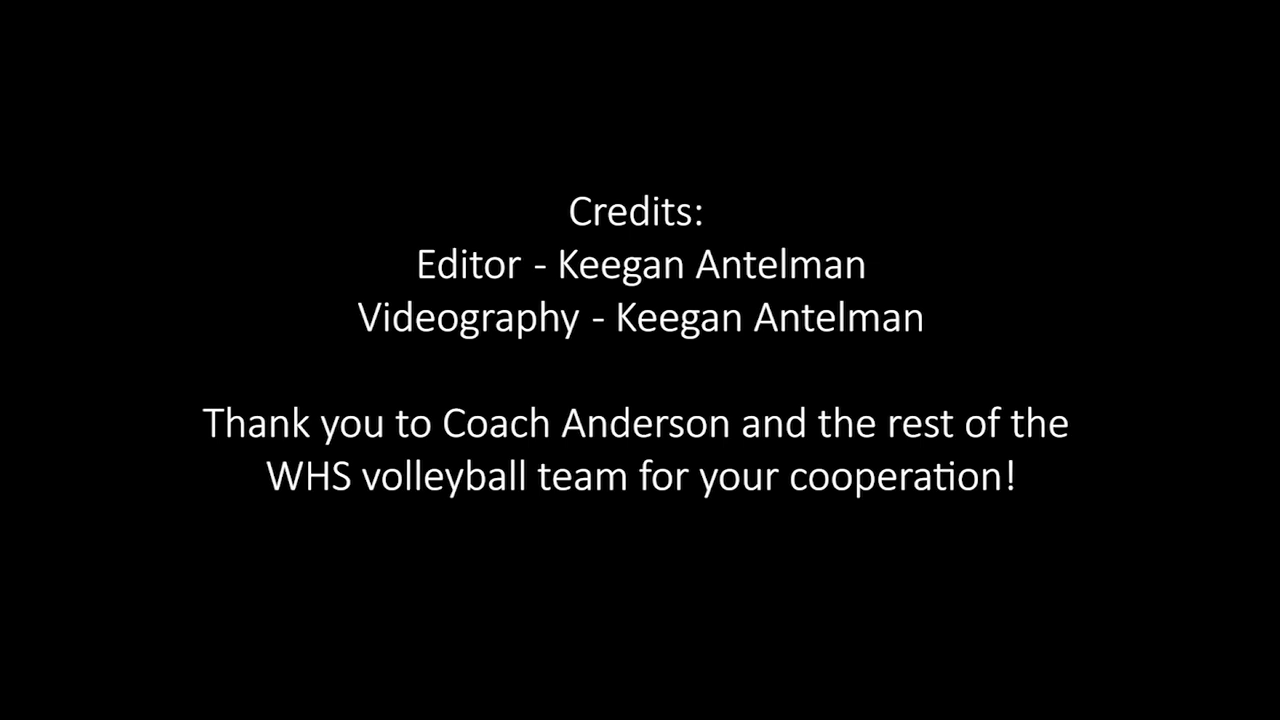 Credits:
Editor - Keegan Antelman
Videography - Keegan Antelman
Thank you to Coach Anderson and the rest of the
WHS volleyball team for your cooperation!